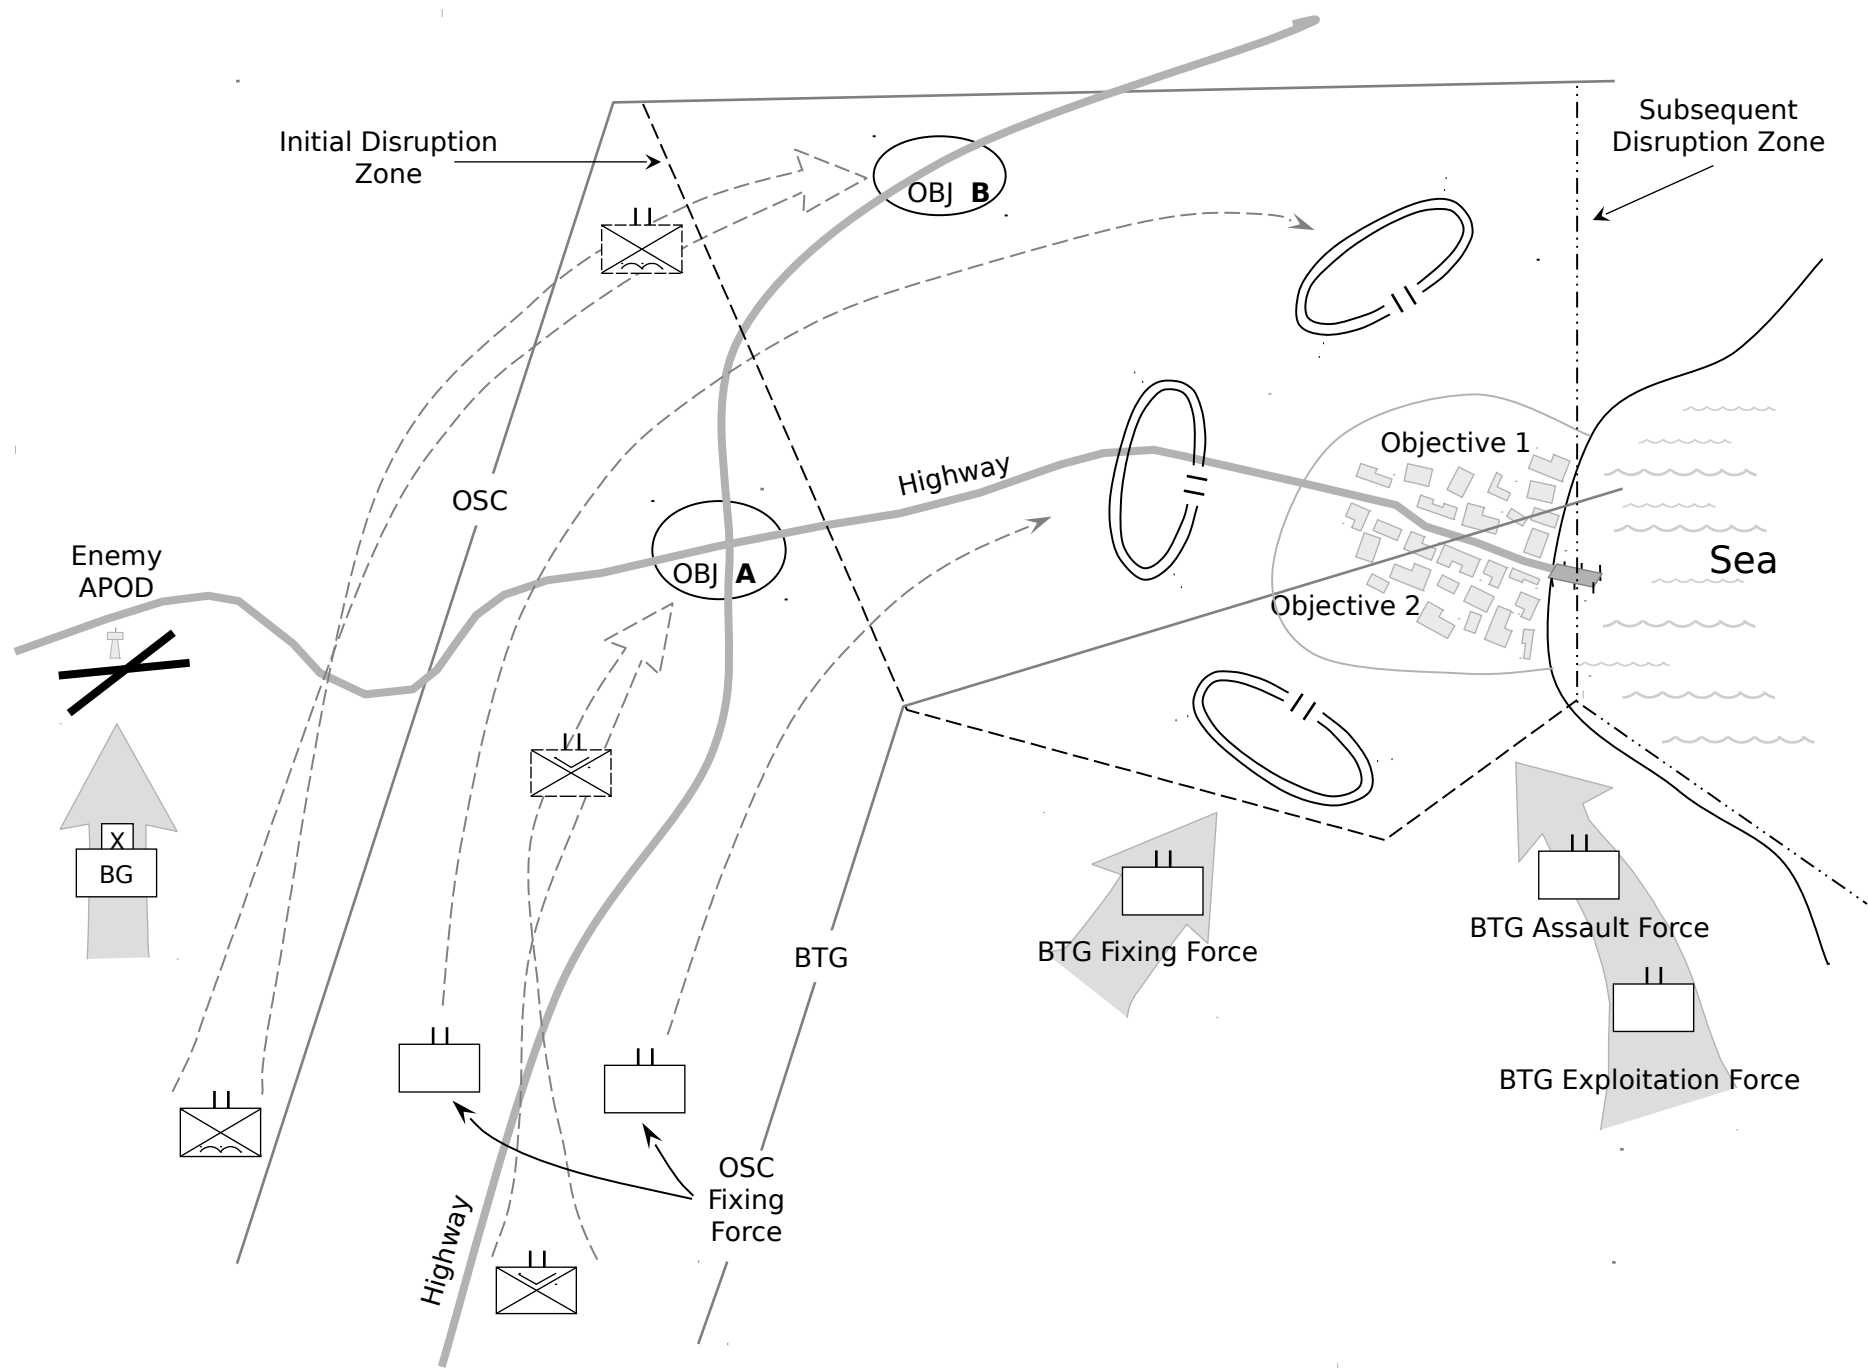 Initial Disruption
Zone
Subsequent
Disruption Zone
OBJ B
Objective 1
Highway
OSC
Enemy
APOD
OBJ A
Sea
Objective 2
X
BG
BTG
BTG Fixing Force
BTG Assault Force
BTG Exploitation Force
OSC
Fixing
Force
Highway